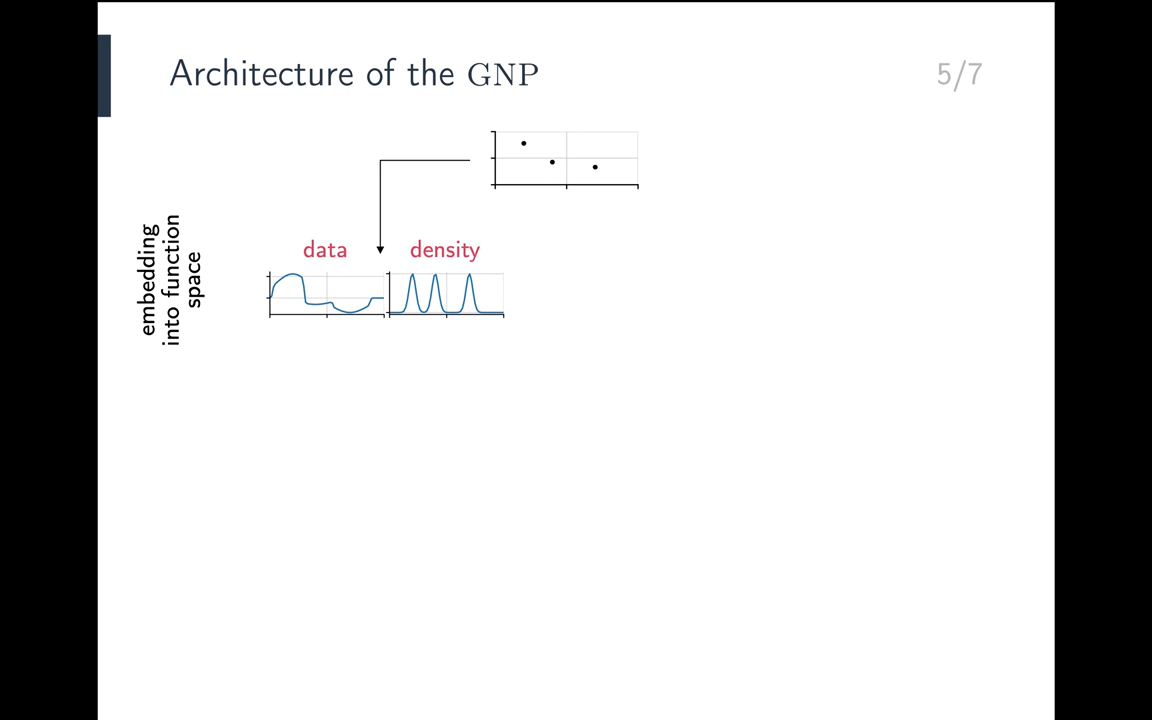 Architecture of the GNP
5/7
embedding
into function
space
data
density